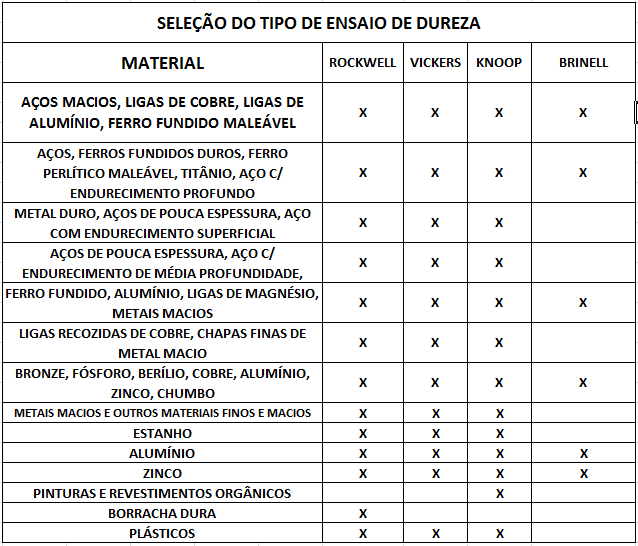 SELEÇÃO DO TIPO DE ENSAIO DE DUREZA
MATERIAL ROCKWELL VICKERS KNOOP BRINELL
AÇOS MACIOS, LIGAS DE COBRE, LIGAS DE
ALUMÍNIO, FERRO FUNDIDO MALEÁVEL X X X X
AÇOS, FERROS FUNDIDOS DUROS, FERRO
PERLÍTICO MALEÁVEL, TITÂNIO, AÇO C/ X X X X
ENDURECIMENTO PROFUNDO
METAL DURO, AÇOS DE POUCA ESPESSURA, AÇO
COM ENDURECIMENTO SUPERFICIAL X X X
AÇOS DE POUCA ESPESSURA, AÇO C/
ENDURECIMENTO DE MÉDIA PROFUNDIDADE, X X X
FERRO FUNDIDO, ALUMÍNIO, LIGAS DE MAGNÉSIO,
METAIS MACIOS X X X X
LIGAS RECOZIDAS DE COBRE, CHAPAS FINAS DE
METAL MACIO X X X
BRONZE, FÓSFORO, BERÍLIO, COBRE, ALUMÍNIO,
ZINCO, CHUMBO X X X X
METAIS MACIOS E OUTROS MATERIAIS FINOS E MACIOS X X X
ESTANHO X X X
ALUMÍNIO X X X X
ZINCO X X X X
PINTURAS E REVESTIMENTOS ORGÂNICOS X
BORRACHA DURA X
PLÁSTICOS X X X